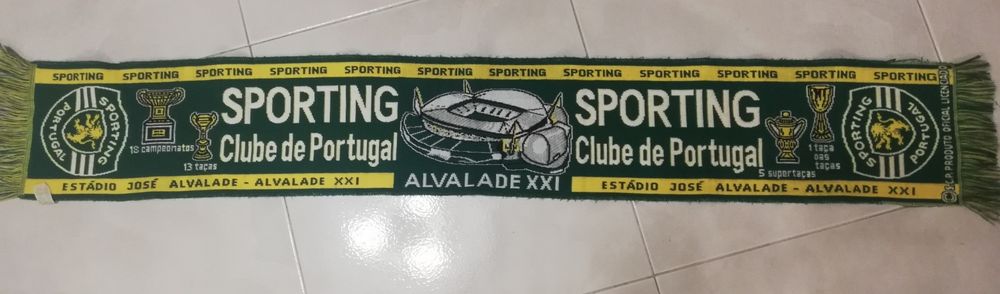 SPORTING SPORTING SPORTING SPORTING SPORTING SPORTING SPORTING SPORTING SPORTING SPORTING SPORTING SPORTING
SPORTING
PORTUGAL
18 campeonatos
13 taças
SPORTING
Clube de Portugal
ALVALADE XXI
SPORTING
Clube de Portugal
1 taça
das
taças
5 supertaças
SPORTING
PORTUGAL
ESTÁDIO JOSÉ ALVALADE - ALVALADE XXI
ESTÁDIO JOSÉ ALVALADE - ALVALADE XXI
S.C.P. PRODUTO OFICIAL LICENCIADO